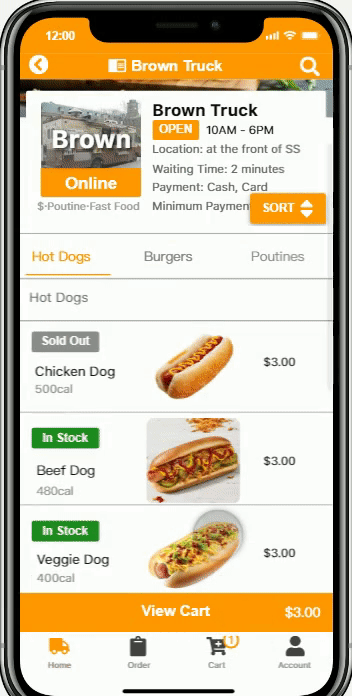 12:00
Brown Truck
Brown
Online
$·Poutine·Fast Food
Brown Truck
OPEN 10AM - 6PM
Location: at the front of SS
Waiting Time: 2 minutes
Payment: Cash, Card
Minimum Paymen
SORT
Hot Dogs Burgers Poutines
Hot Dogs
Sold Out
Chicken Dog
500cal
$3.00
In Stock
Beef Dog
480cal
$3.00
In Stock
Veggie Dog
400cal
$3.00
View Cart $3.00
1
Home Order Cart Account